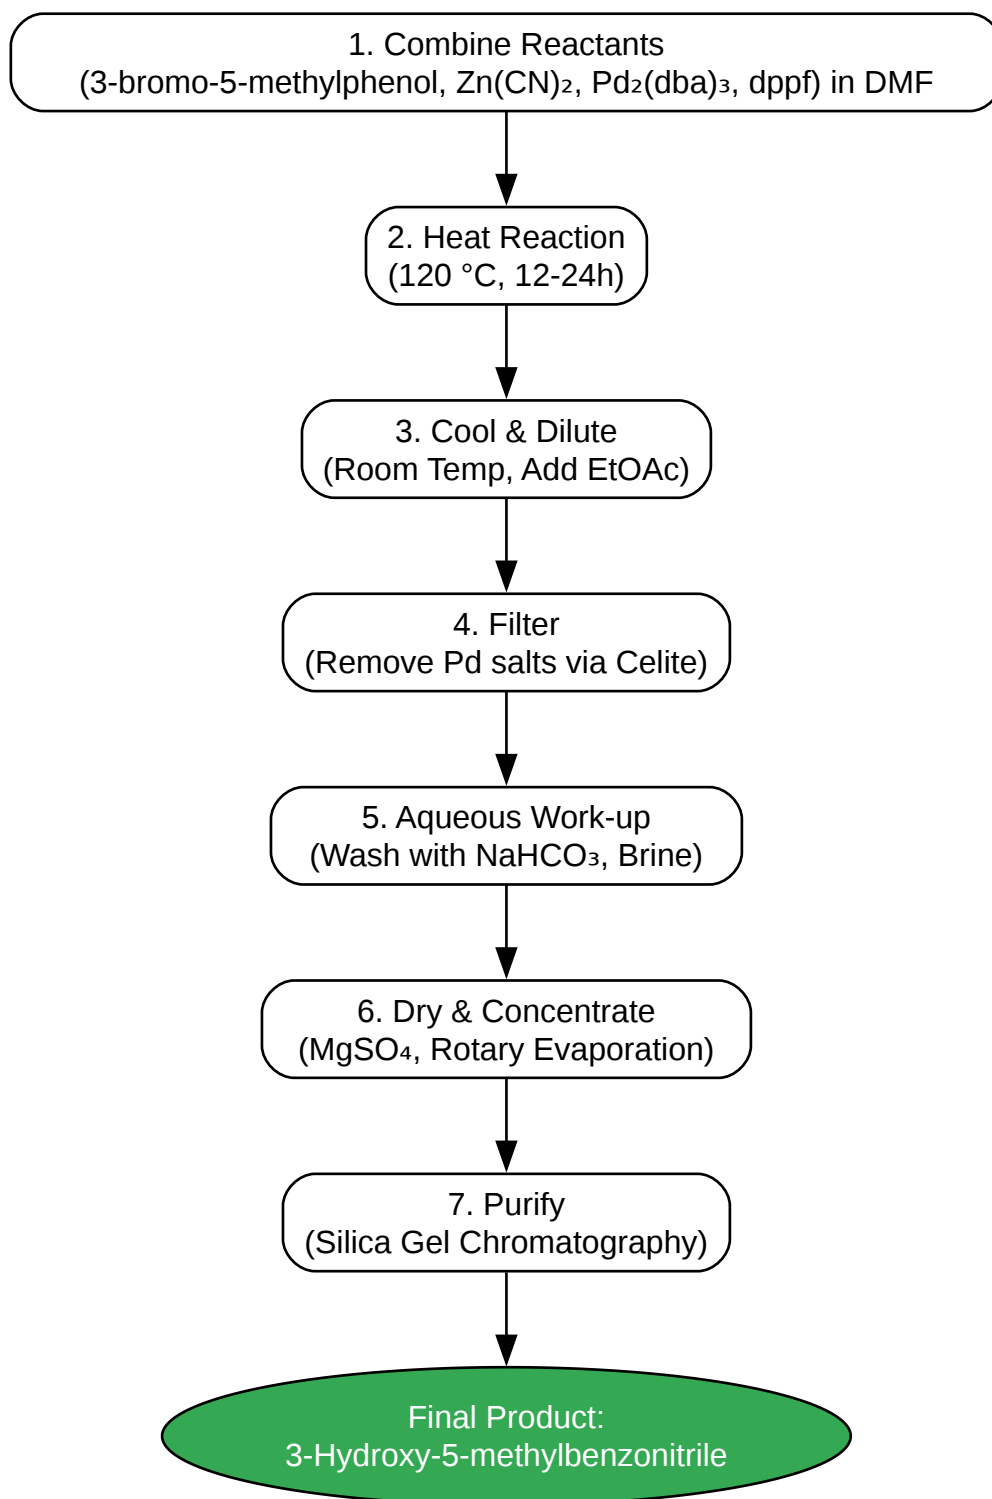 1. Combine Reactants
(3-bromo-5-methylphenol, Zn(CN)₂, Pd₂(dba)₃, dppf) in DMF
2. Heat Reaction
(120 °C, 12-24h)
3. Cool & Dilute
(Room Temp, Add EtOAc)
4. Filter
(Remove Pd salts via Celite)
5. Aqueous Work-up
(Wash with NaHCO₃, Brine)
6. Dry & Concentrate
(MgSO₄, Rotary Evaporation)
7. Purify
(Silica Gel Chromatography)
Final Product:
3-Hydroxy-5-methylbenzonitrile